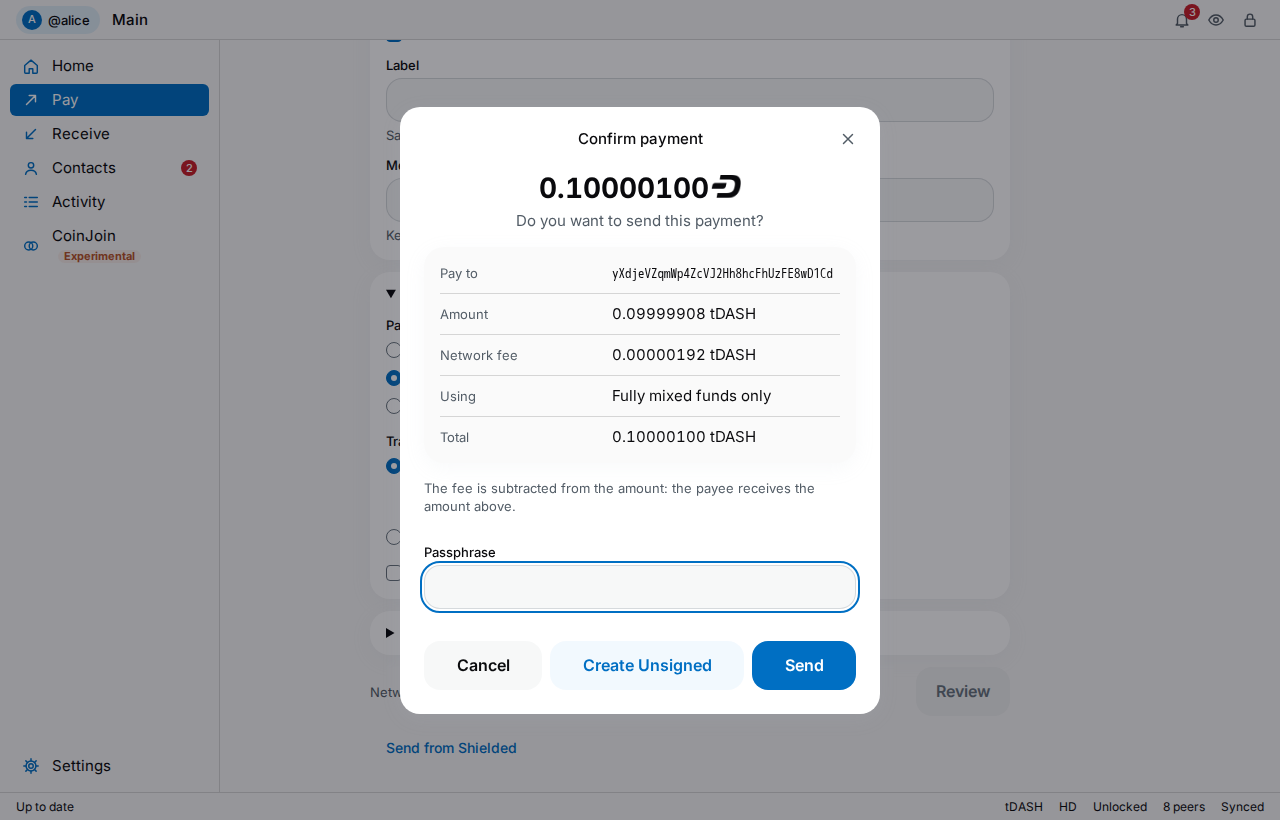 A @alice Main 3
Home
Pay
Receive
Contacts 2
Activity
CoinJoin
Experimental
Settings
Label
Confirm payment
0.10000100
Do you want to send this payment?
Pay to yXdjeVZqmWp4ZcVJ2Hh8hcFhUzFE8wD1Cd
Amount 0.09999908 tDASH
Network fee 0.00000192 tDASH
Using Fully mixed funds only
Total 0.10000100 tDASH
The fee is subtracted from the amount: the payee receives the
amount above.
Passphrase
Cancel Create Unsigned Send
Review
Send from Shielded
Up to date tDASH HD Unlocked 8 peers Synced